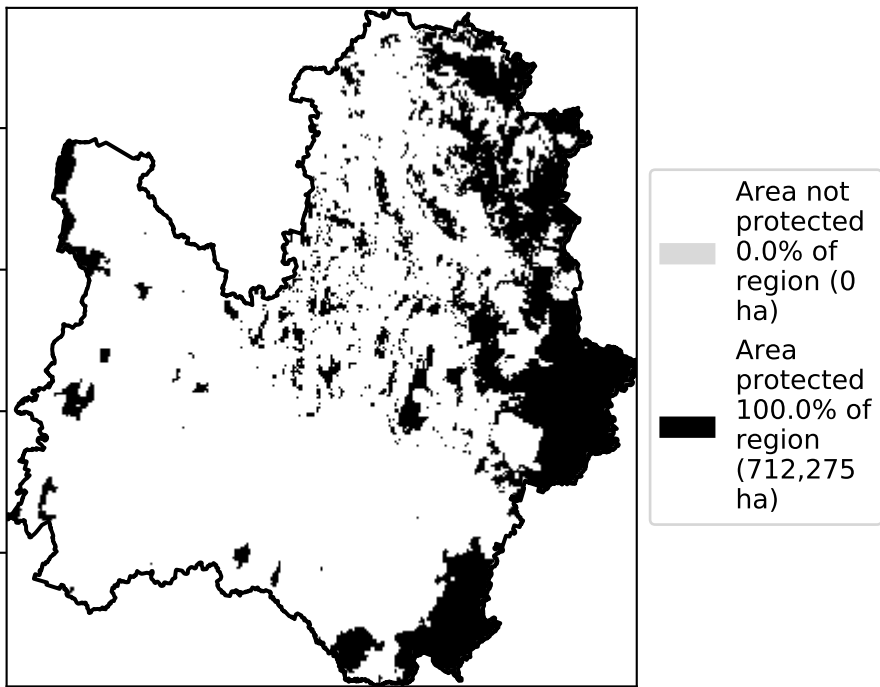 Area not
protected
0.0% of
region (0
ha)
Area
protected
100.0% of
region
(712,275
ha)